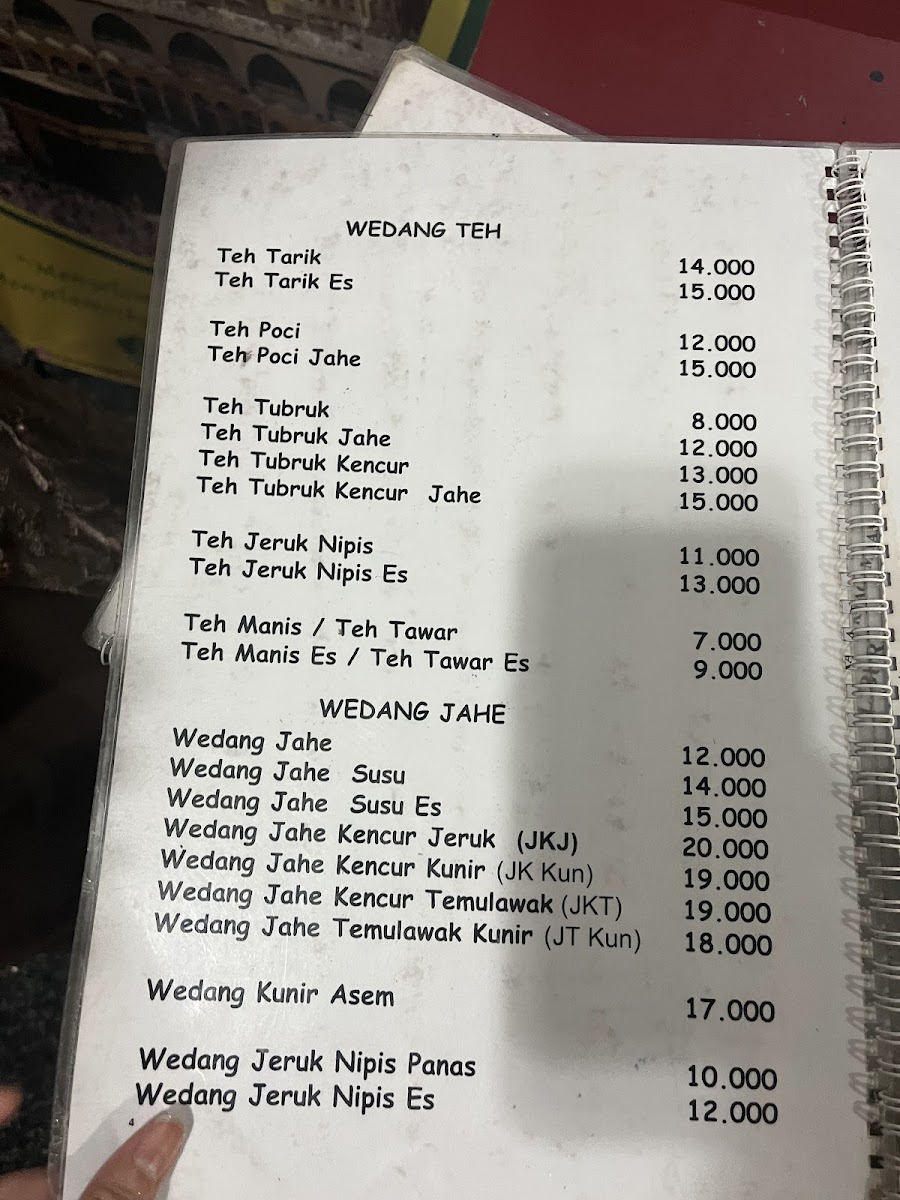 WEDANG TEH
Teh Tarik 14.000
Teh Tarik Es 15.000
Teh Poci 12.000
Teh Poci Jahe 15.000
Teh Tubruk 8.000
Teh Tubruk Jahe 12.000
Teh Tubruk Kencur 13.000
Teh Tubruk Kencur Jahe 15.000
Teh Jeruk Nipis 11.000
Teh Jeruk Nipis Es 13.000
Teh Manis / Teh Tawar 7.000
Teh Manis Es / Teh Tawar Es 9.000
WEDANG JAHE
Wedang Jahe 12.000
Wedang Jahe Susu 14.000
Wedang Jahe Susu Es 15.000
Wedang Jahe Kencur Jeruk (JKJ) 20.000
Wedang Jahe Kencur Kunir (JK Kun) 19.000
Wedang Jahe Kencur Temulawak (JKT) 19.000
Wedang Jahe Temulawak Kunir (JT Kun) 18.000
Wedang Kunir Asem 17.000
Wedang Jeruk Nipis Panas 10.000
Wedang Jeruk Nipis Es 12.000
4